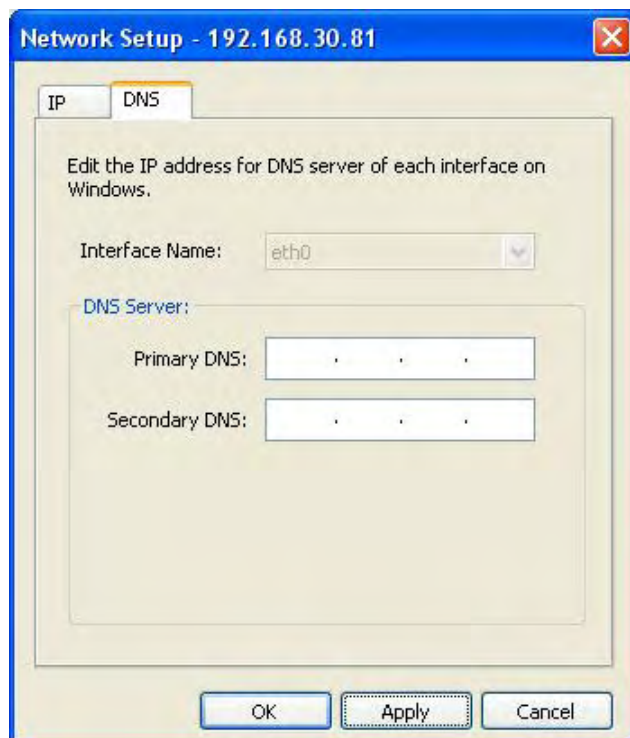 Network Setup - 192.168.30.81
IP DNS
Edit the IP address for DNS server of each interface on
Windows.
Interface Name: eth0
DNS Server:
Primary DNS: . . .
Secondary DNS: . . .
OK Apply Cancel